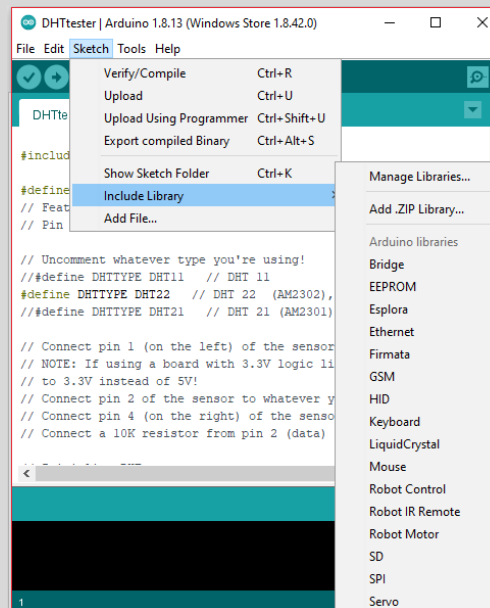 DHTtester | Arduino 1.8.13 (Windows Store 1.8.42.0)
File Edit Sketch Tools Help
Verify/Compile Ctrl+R
Upload Ctrl+U
Upload Using Programmer Ctrl+Shift+U
Export compiled Binary Ctrl+Alt+S
Show Sketch Folder Ctrl+K
Include Library
Add File...
DHTte
#includ
#define
// Feat
// Pin
// Uncomment whatever type you're using!
//#define DHTTYPE DHT11 // DHT 11
#define DHTTYPE DHT22 // DHT 22 (AM2302),
//#define DHTTYPE DHT21 // DHT 21 (AM2301)
// Connect pin 1 (on the left) of the sensor
// NOTE: If using a board with 3.3V logic li
// to 3.3V instead of 5V!
// Connect pin 2 of the sensor to whatever y
// Connect pin 4 (on the right) of the senso
// Connect a 10K resistor from pin 2 (data)
1
Manage Libraries...
Add .ZIP Library...
Arduino libraries
Bridge
EEPROM
Esplora
Ethernet
Firmata
GSM
HID
Keyboard
LiquidCrystal
Mouse
Robot Control
Robot IR Remote
Robot Motor
SD
SPI
Servo